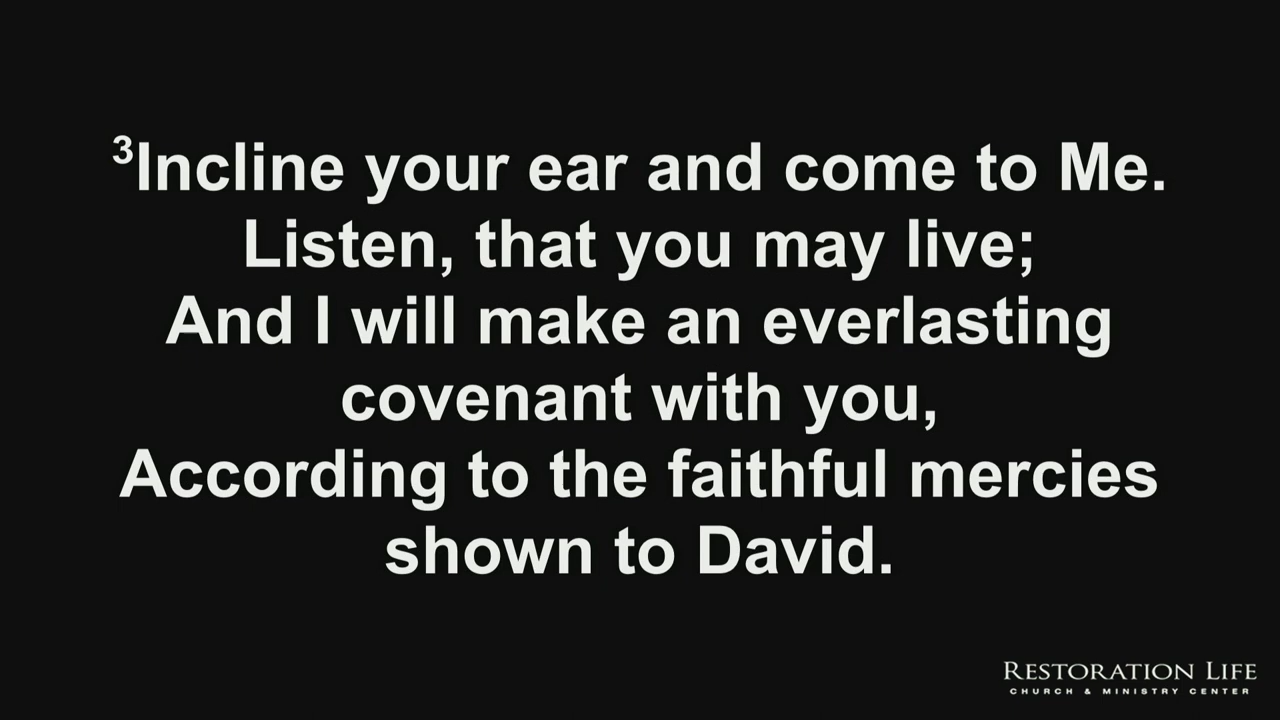 ³Incline your ear and come to Me.
Listen, that you may live;
And I will make an everlasting
covenant with you,
According to the faithful mercies
shown to David.
RESTORATION LIFE
CHURCH & MINISTRY CENTER